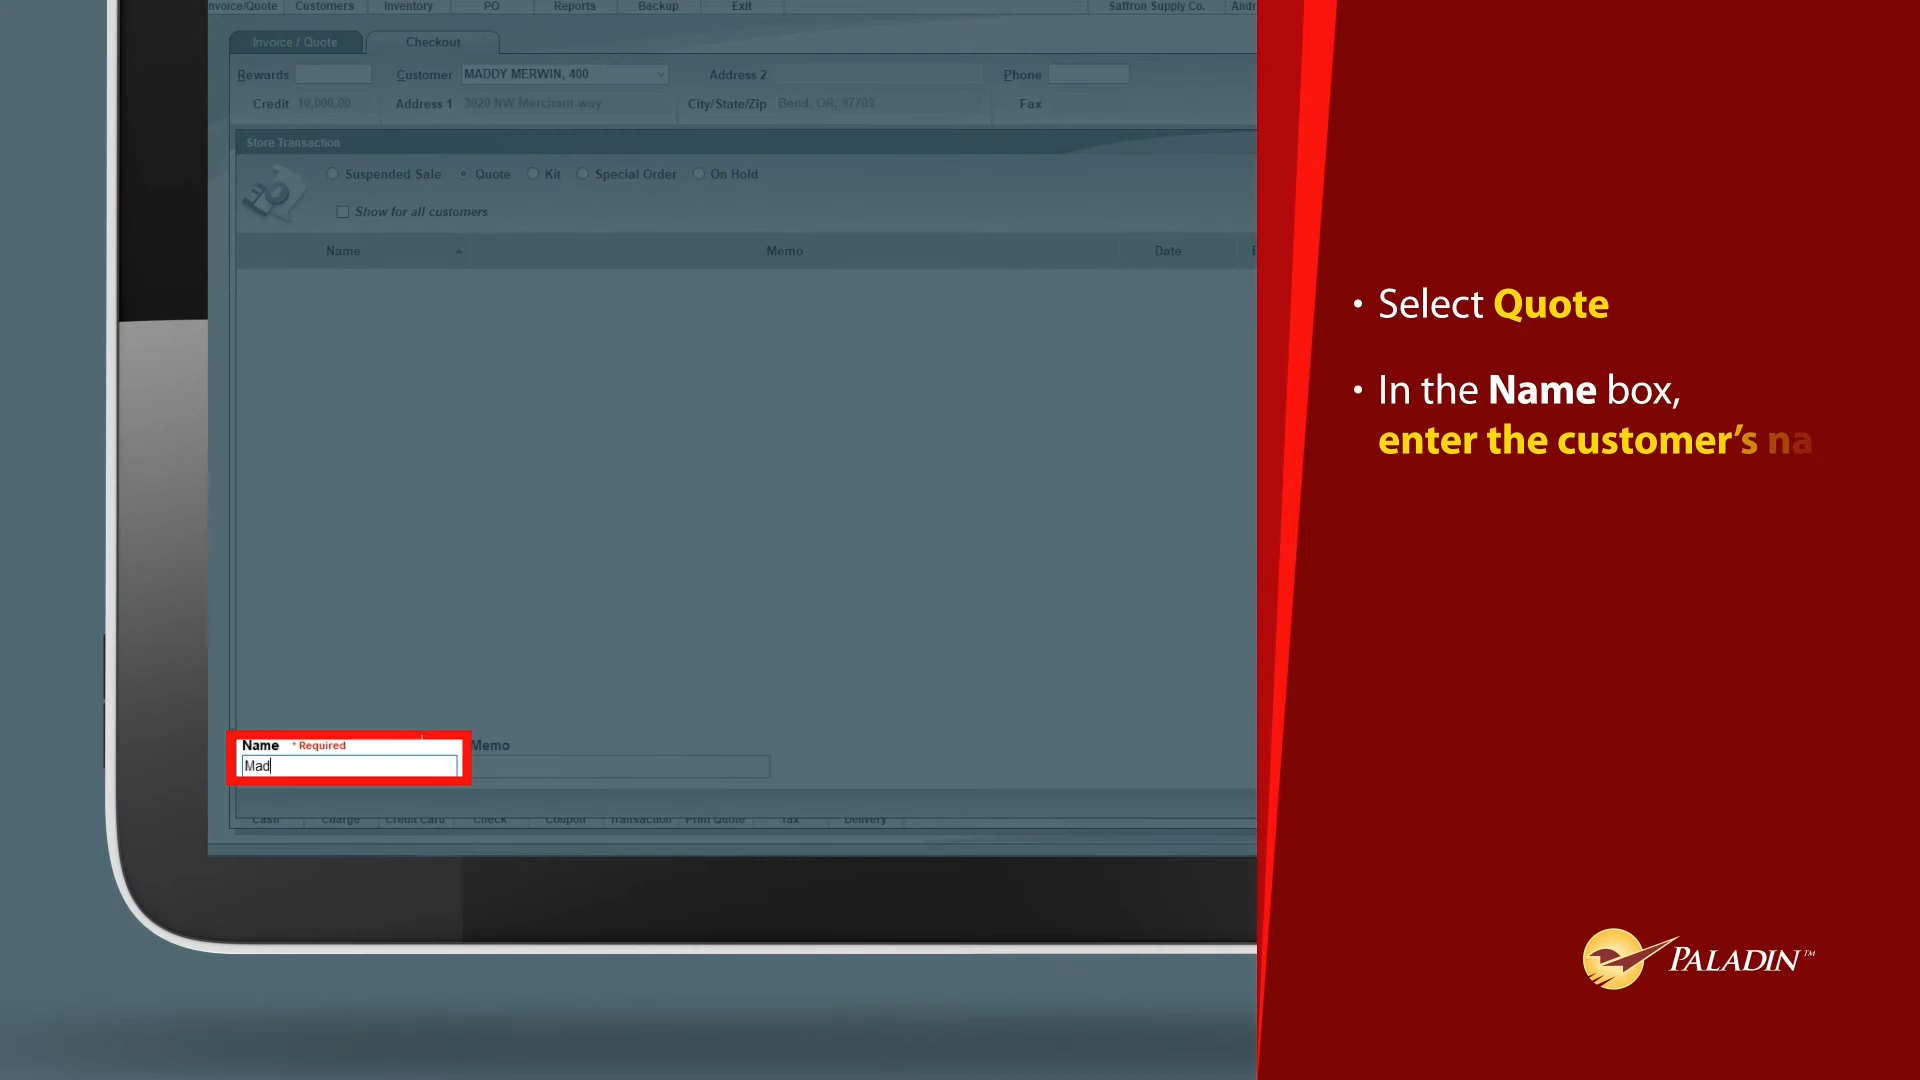 nvoice/Quote Customers Inventory PO Reports Backup Exit Saffron Supply Co. Andr
Invoice / Quote Checkout
Rewards Customer MADDY MERWIN, 400 Address 2 Phone
Credit 10,000.00 Address 1 3020 NW Merchant way City/State/Zip Bend, OR, 97703 Fax
Store Transaction
Suspended Sale Quote Kit Special Order On Hold
Show for all customers
Name Memo Date E
• Select Quote
• In the Name box,
enter the customer's na
Name * Required Memo
Mad
Cash Charge Credit Card Check Coupon Transaction Print Quote Tax Delivery
PALADIN™